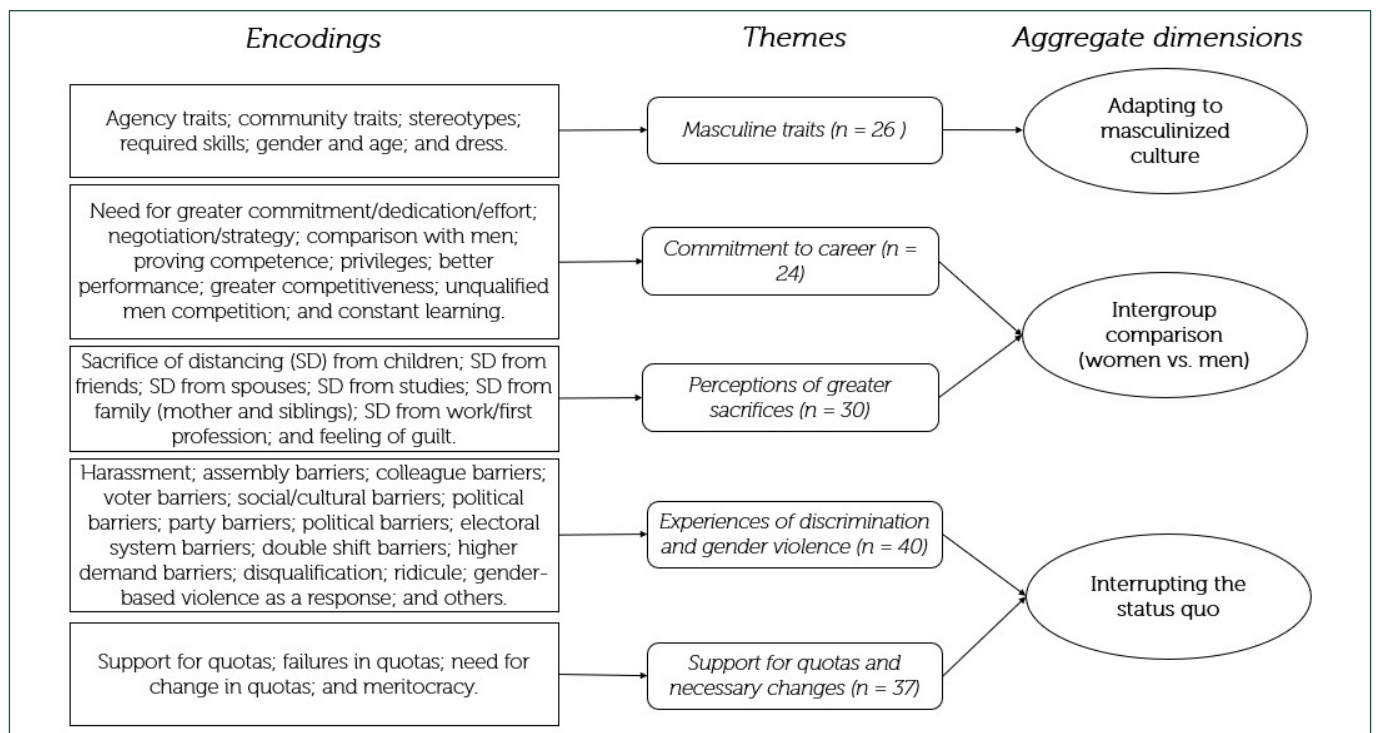 Encodings
Themes
Aggregate dimensions
Agency traits; community traits; stereotypes;
required skills; gender and age; and dress.
Masculine traits (n = 26 )
Adapting to
masculinized
culture
Need for greater commitment/dedication/effort;
negotiation/strategy; comparison with men;
proving competence; privileges; better
performance; greater competitiveness; unqualified
men competition; and constant learning.
Commitment to career (n =
24)
Intergroup
comparison
(women vs. men)
Sacrifice of distancing (SD) from children; SD from
friends; SD from spouses; SD from studies; SD from
family (mother and siblings); SD from work/first
profession; and feeling of guilt.
Perceptions of greater
sacrifices (n = 30)
Harassment; assembly barriers; colleague barriers;
voter barriers; social/cultural barriers; political
barriers; party barriers; political barriers; electoral
system barriers; double shift barriers; higher
demand barriers; disqualification; ridicule; gender-
based violence as a response; and others.
Experiences of discrimination
and gender violence (n = 40)
Interrupting the
status quo
Support for quotas; failures in quotas; need for
change in quotas; and meritocracy.
Support for quotas and
necessary changes (n = 37)